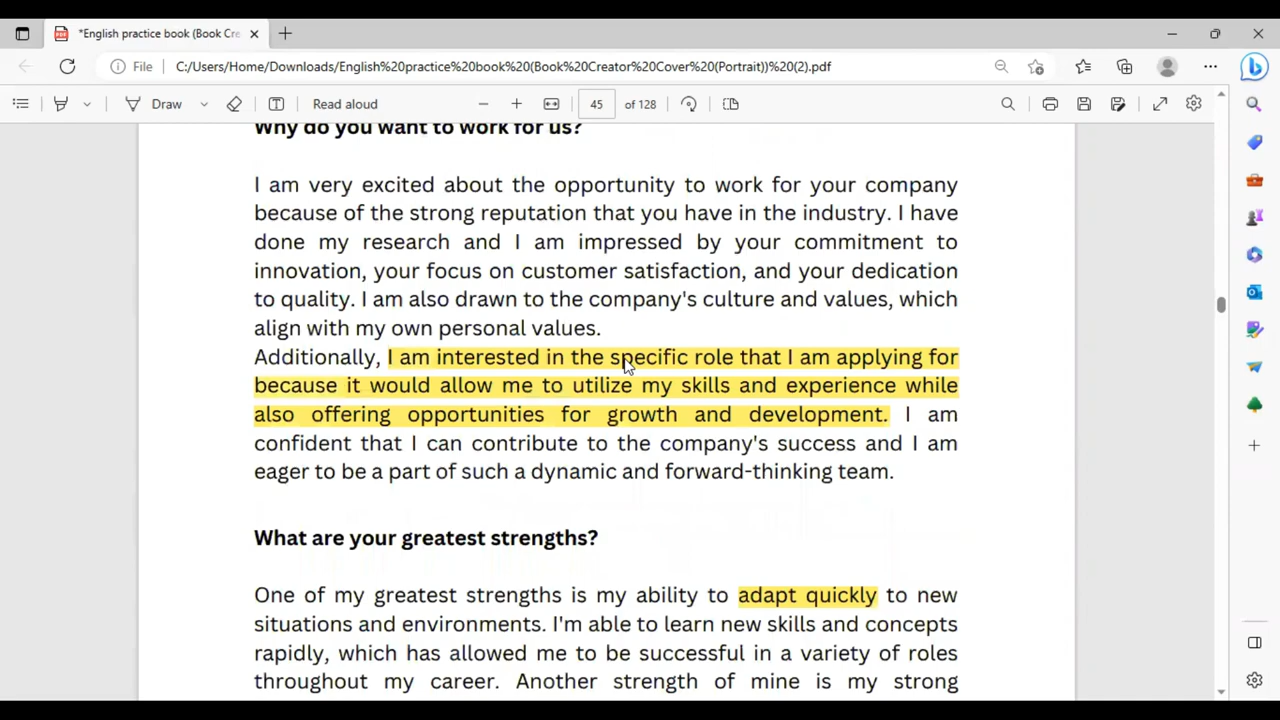 *English practice book (Book Cre
File
C:/Users/Home/Downloads/English%20practice%20book%20(Book%20Creator%20Cover%20(Portrait))%20(2).pdf
Draw
Read aloud
45
of 128
Why do you want to work for us?
I am very excited about the opportunity to work for your company
because of the strong reputation that you have in the industry. I have
done my research and I am impressed by your commitment to
innovation, your focus on customer satisfaction, and your dedication
to quality. I am also drawn to the company's culture and values, which
align with my own personal values.
Additionally, I am interested in the specific role that I am applying for
because it would allow me to utilize my skills and experience while
also offering opportunities for growth and development. I am
confident that I can contribute to the company's success and I am
eager to be a part of such a dynamic and forward-thinking team.
What are your greatest strengths?
One of my greatest strengths is my ability to adapt quickly to new
situations and environments. I'm able to learn new skills and concepts
rapidly, which has allowed me to be successful in a variety of roles
throughout my career. Another strength of mine is my strong